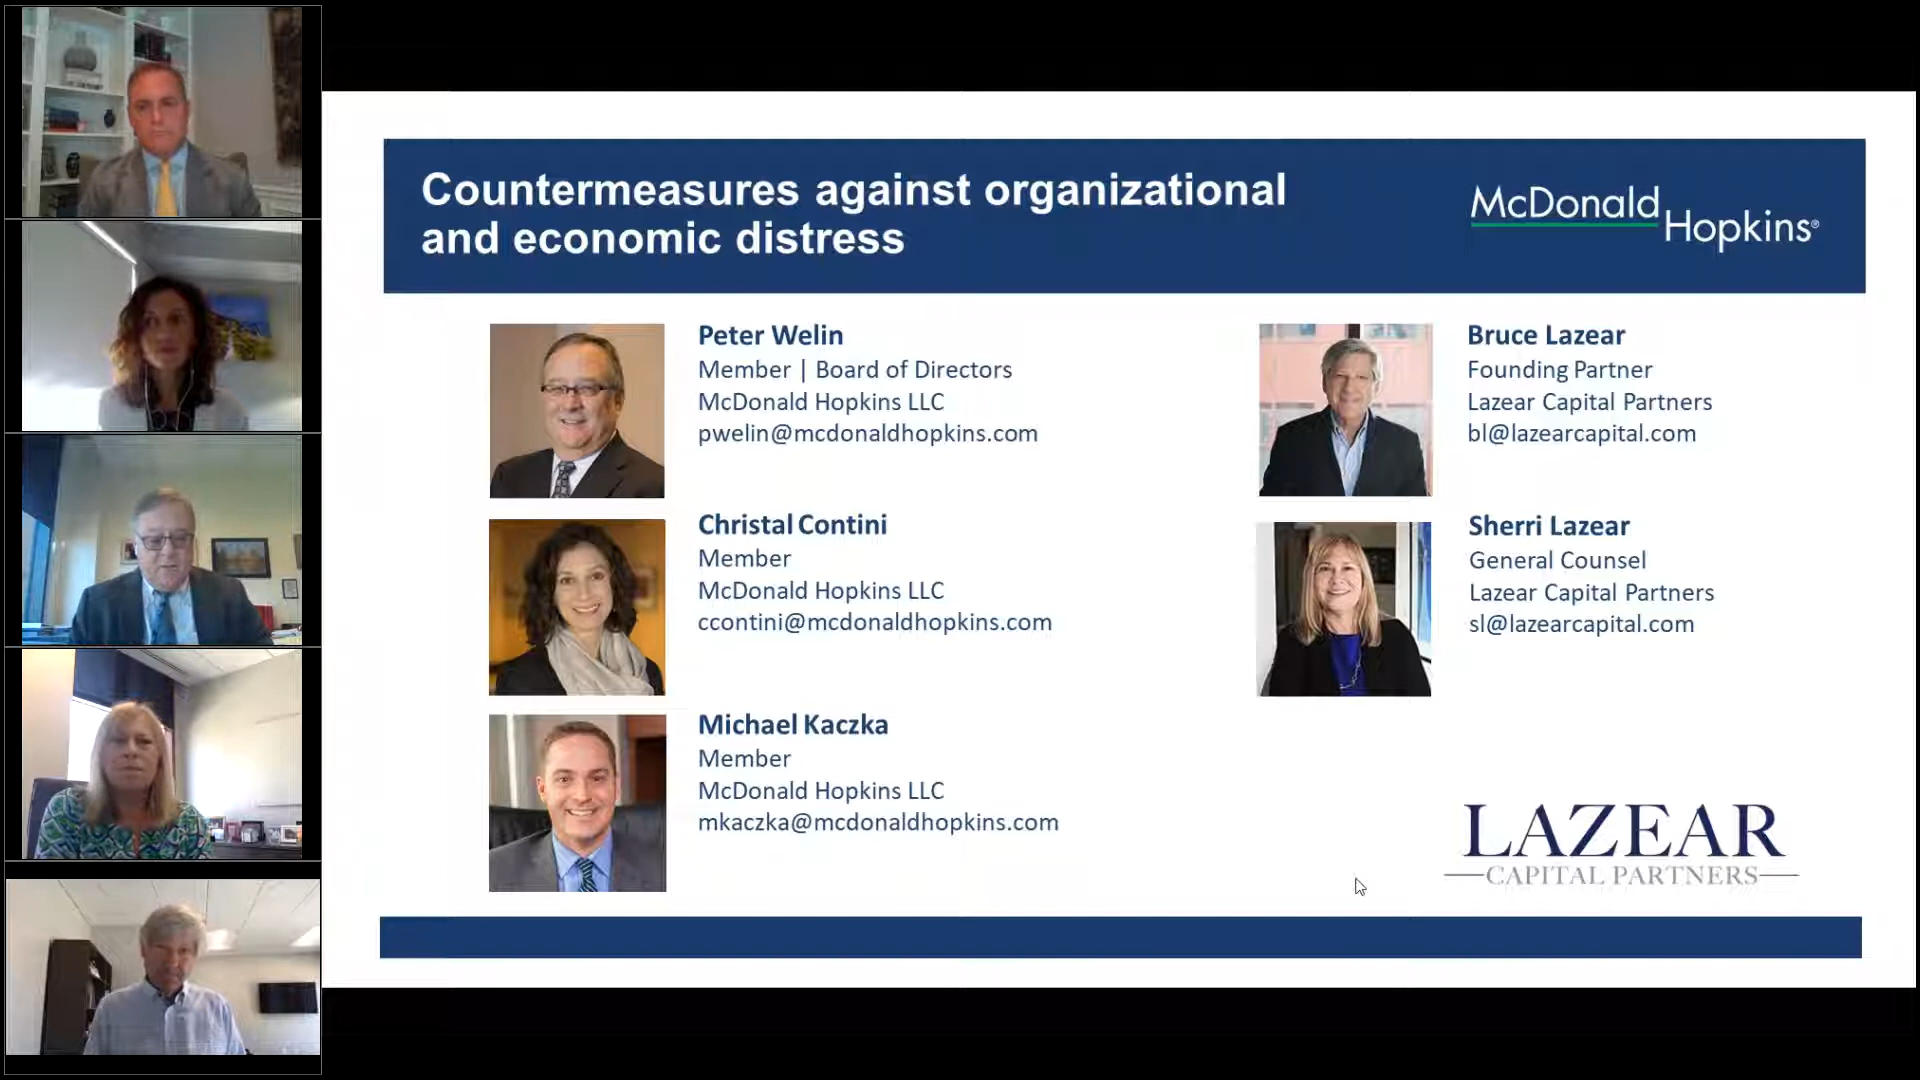 Countermeasures against organizational
and economic distress
McDonald
Hopkins®
Peter Welin
Member | Board of Directors
McDonald Hopkins LLC
pwelin@mcdonaldhopkins.com
Christal Contini
Member
McDonald Hopkins LLC
ccontini@mcdonaldhopkins.com
Michael Kaczka
Member
McDonald Hopkins LLC
mkaczka@mcdonaldhopkins.com
Bruce Lazear
Founding Partner
Lazear Capital Partners
bl@lazearcapital.com
Sherri Lazear
General Counsel
Lazear Capital Partners
sl@lazearcapital.com
LAZEAR
CAPITAL PARTNERS